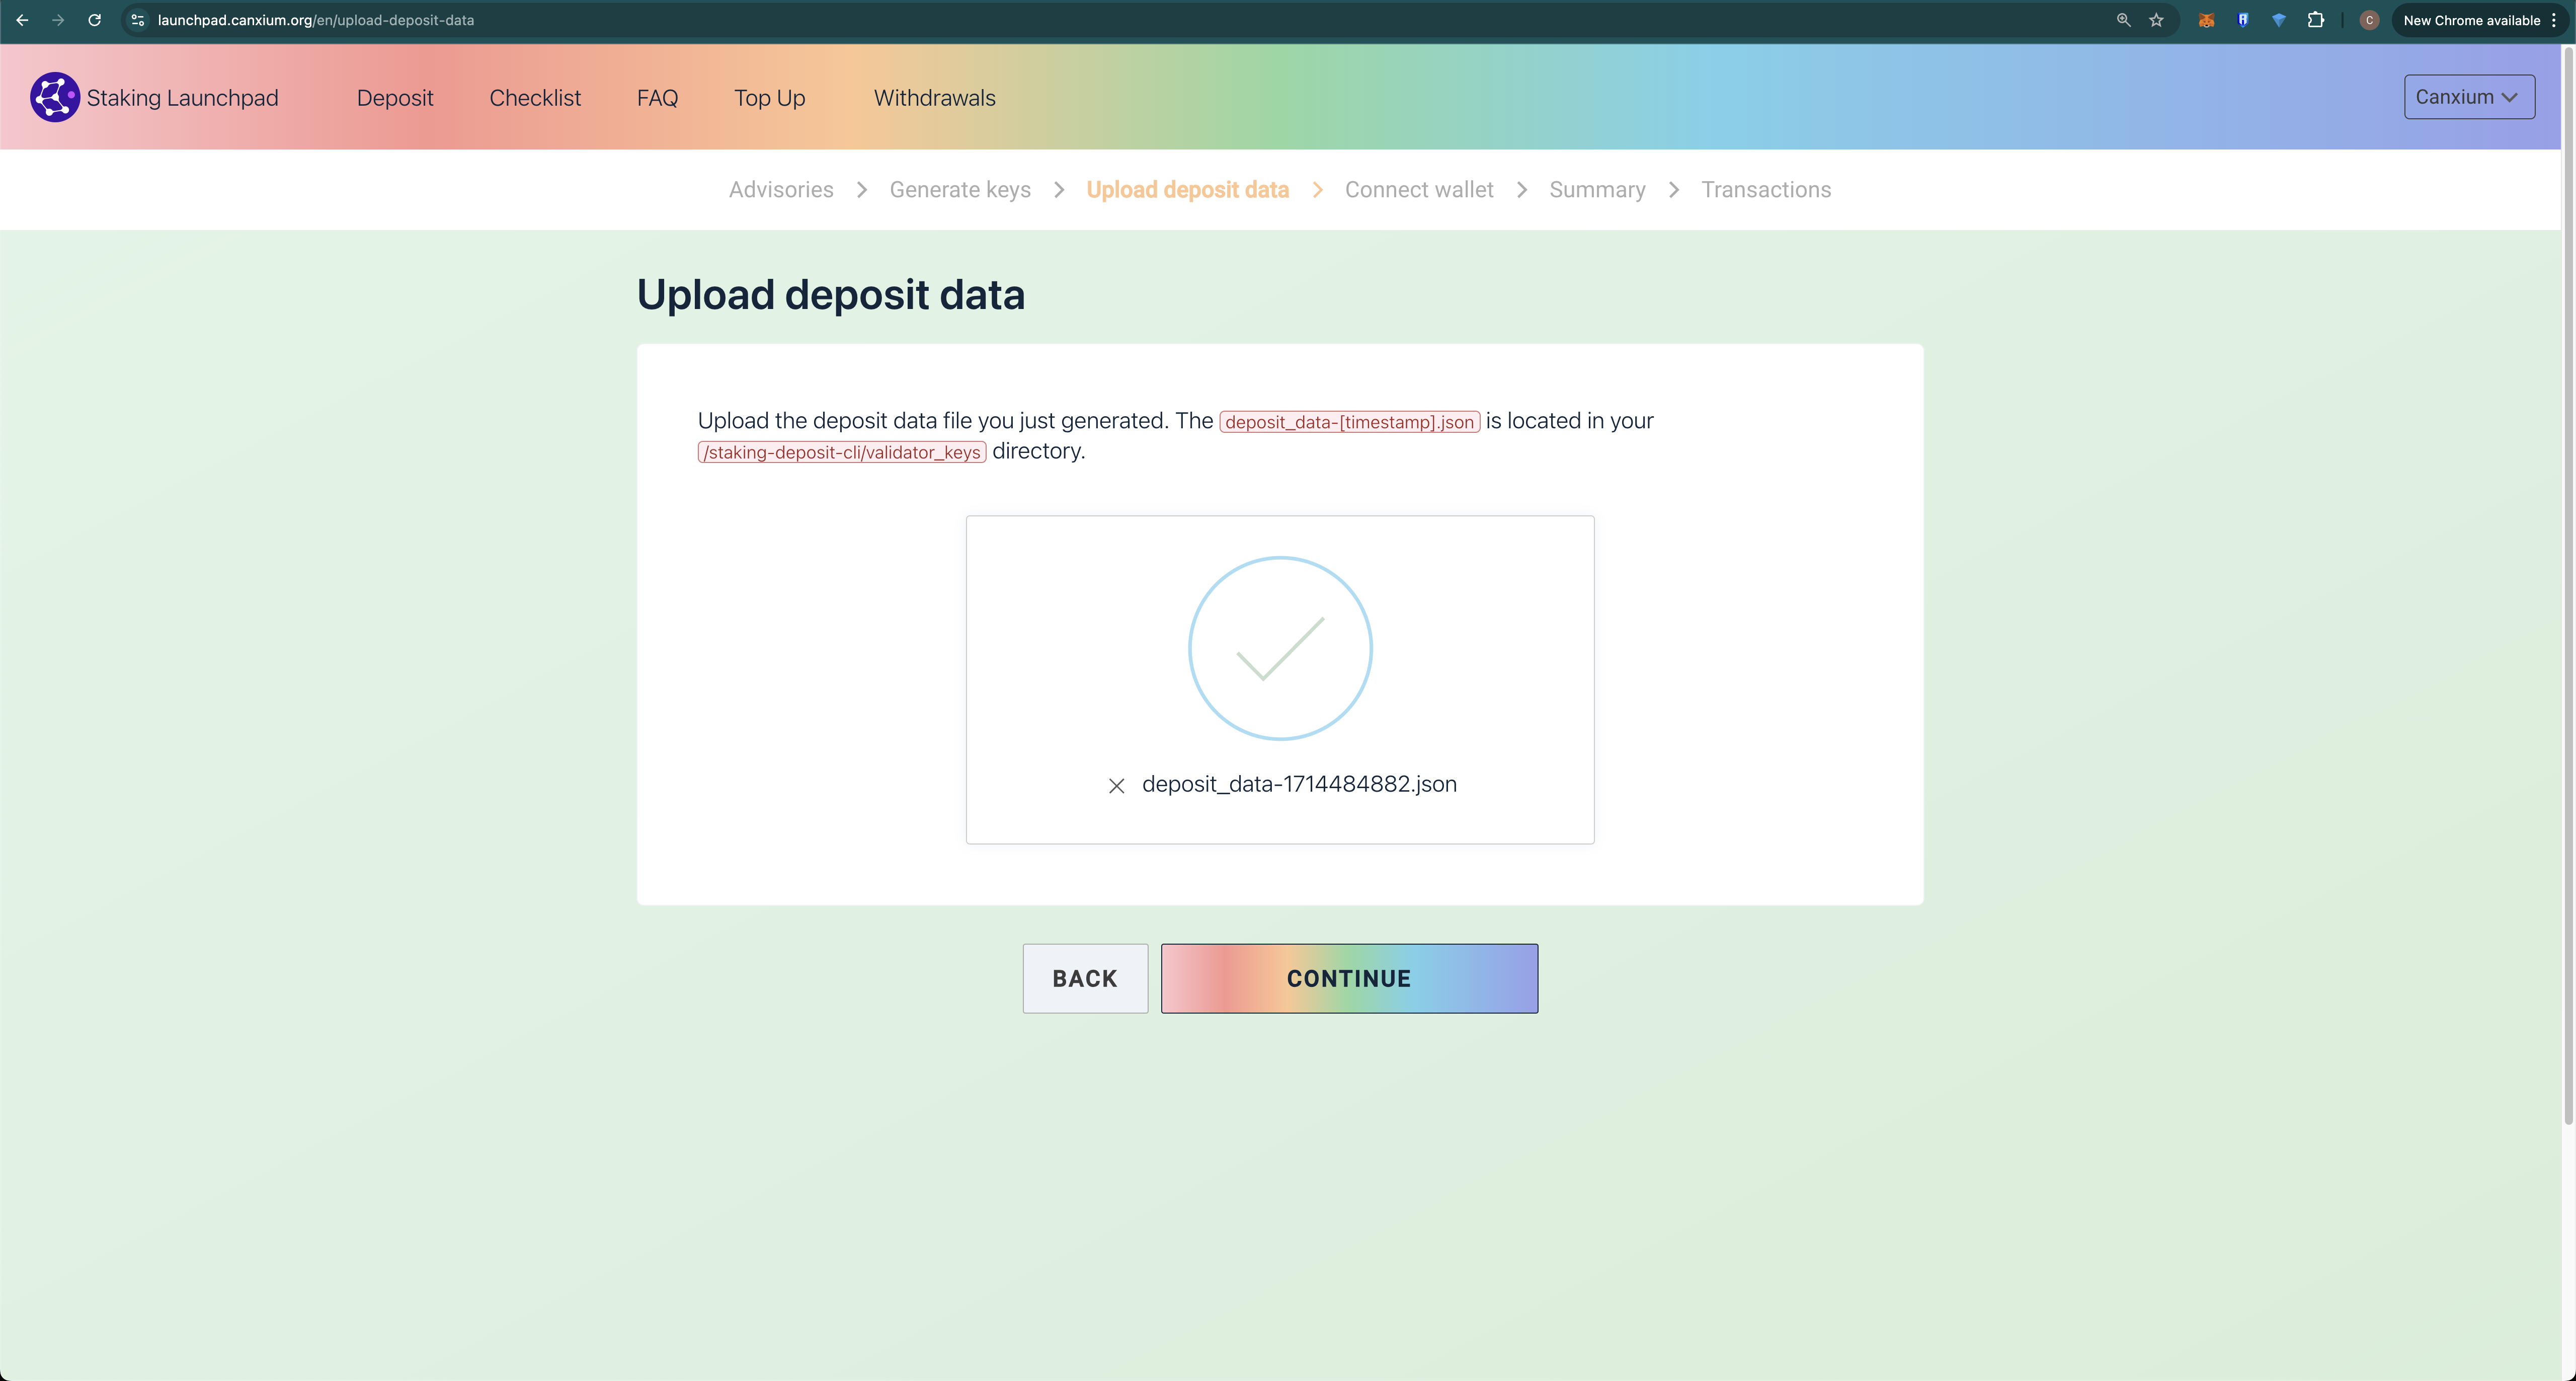 launchpad.canxium.org/en/upload-deposit-data
C
New Chrome available
Staking Launchpad
Deposit
Checklist
FAQ
Top Up
Withdrawals
Canxium
Advisories
Generate keys
Upload deposit data
Connect wallet
Summary
Transactions
Upload deposit data
Upload the deposit data file you just generated. The deposit_data-[timestamp].json is located in your
/staking-deposit-cli/validator_keys directory.
deposit_data-1714484882.json
BACK
CONTINUE